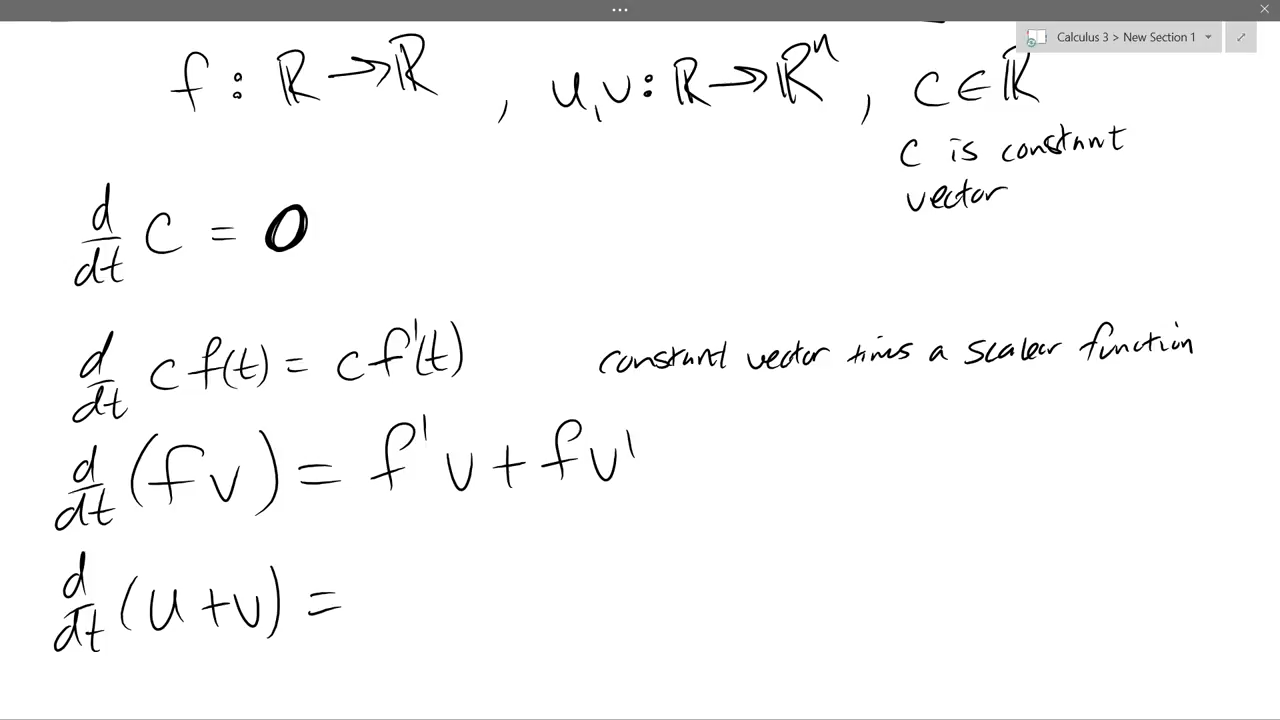 Calculus 3 > New Section 1
f : ℝ → ℝ , u, v : ℝ → ℝⁿ , c ∈ ℝ
c is constant
vector
d/dt c = 0
d/dt c f(t) = c f'(t) constant vector times a scalar function
d/dt (f v) = f' v + f v'
d/dt (u + v) =